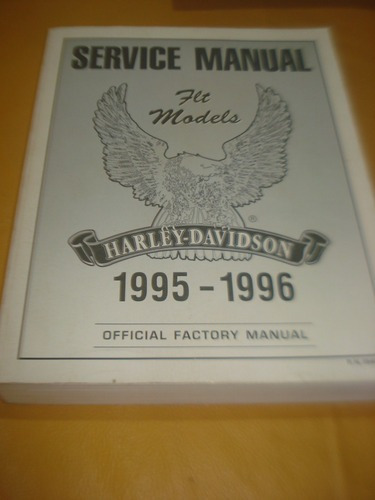 SERVICE MANUAL
Flt
Models
®
HARLEY-DAVIDSON
1995-1996
OFFICIAL FACTORY MANUAL